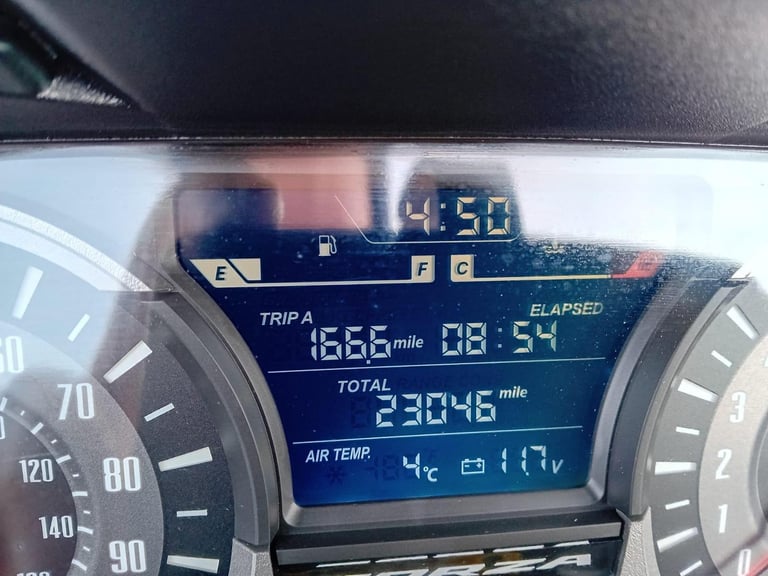 4:50
E F C H
TRIP A ELAPSED
166.6 mile 08:54
TOTAL
23046 mile
AIR TEMP. 4°C 11.7V
70
80
90
120
140
3
2
1
0
FORZA